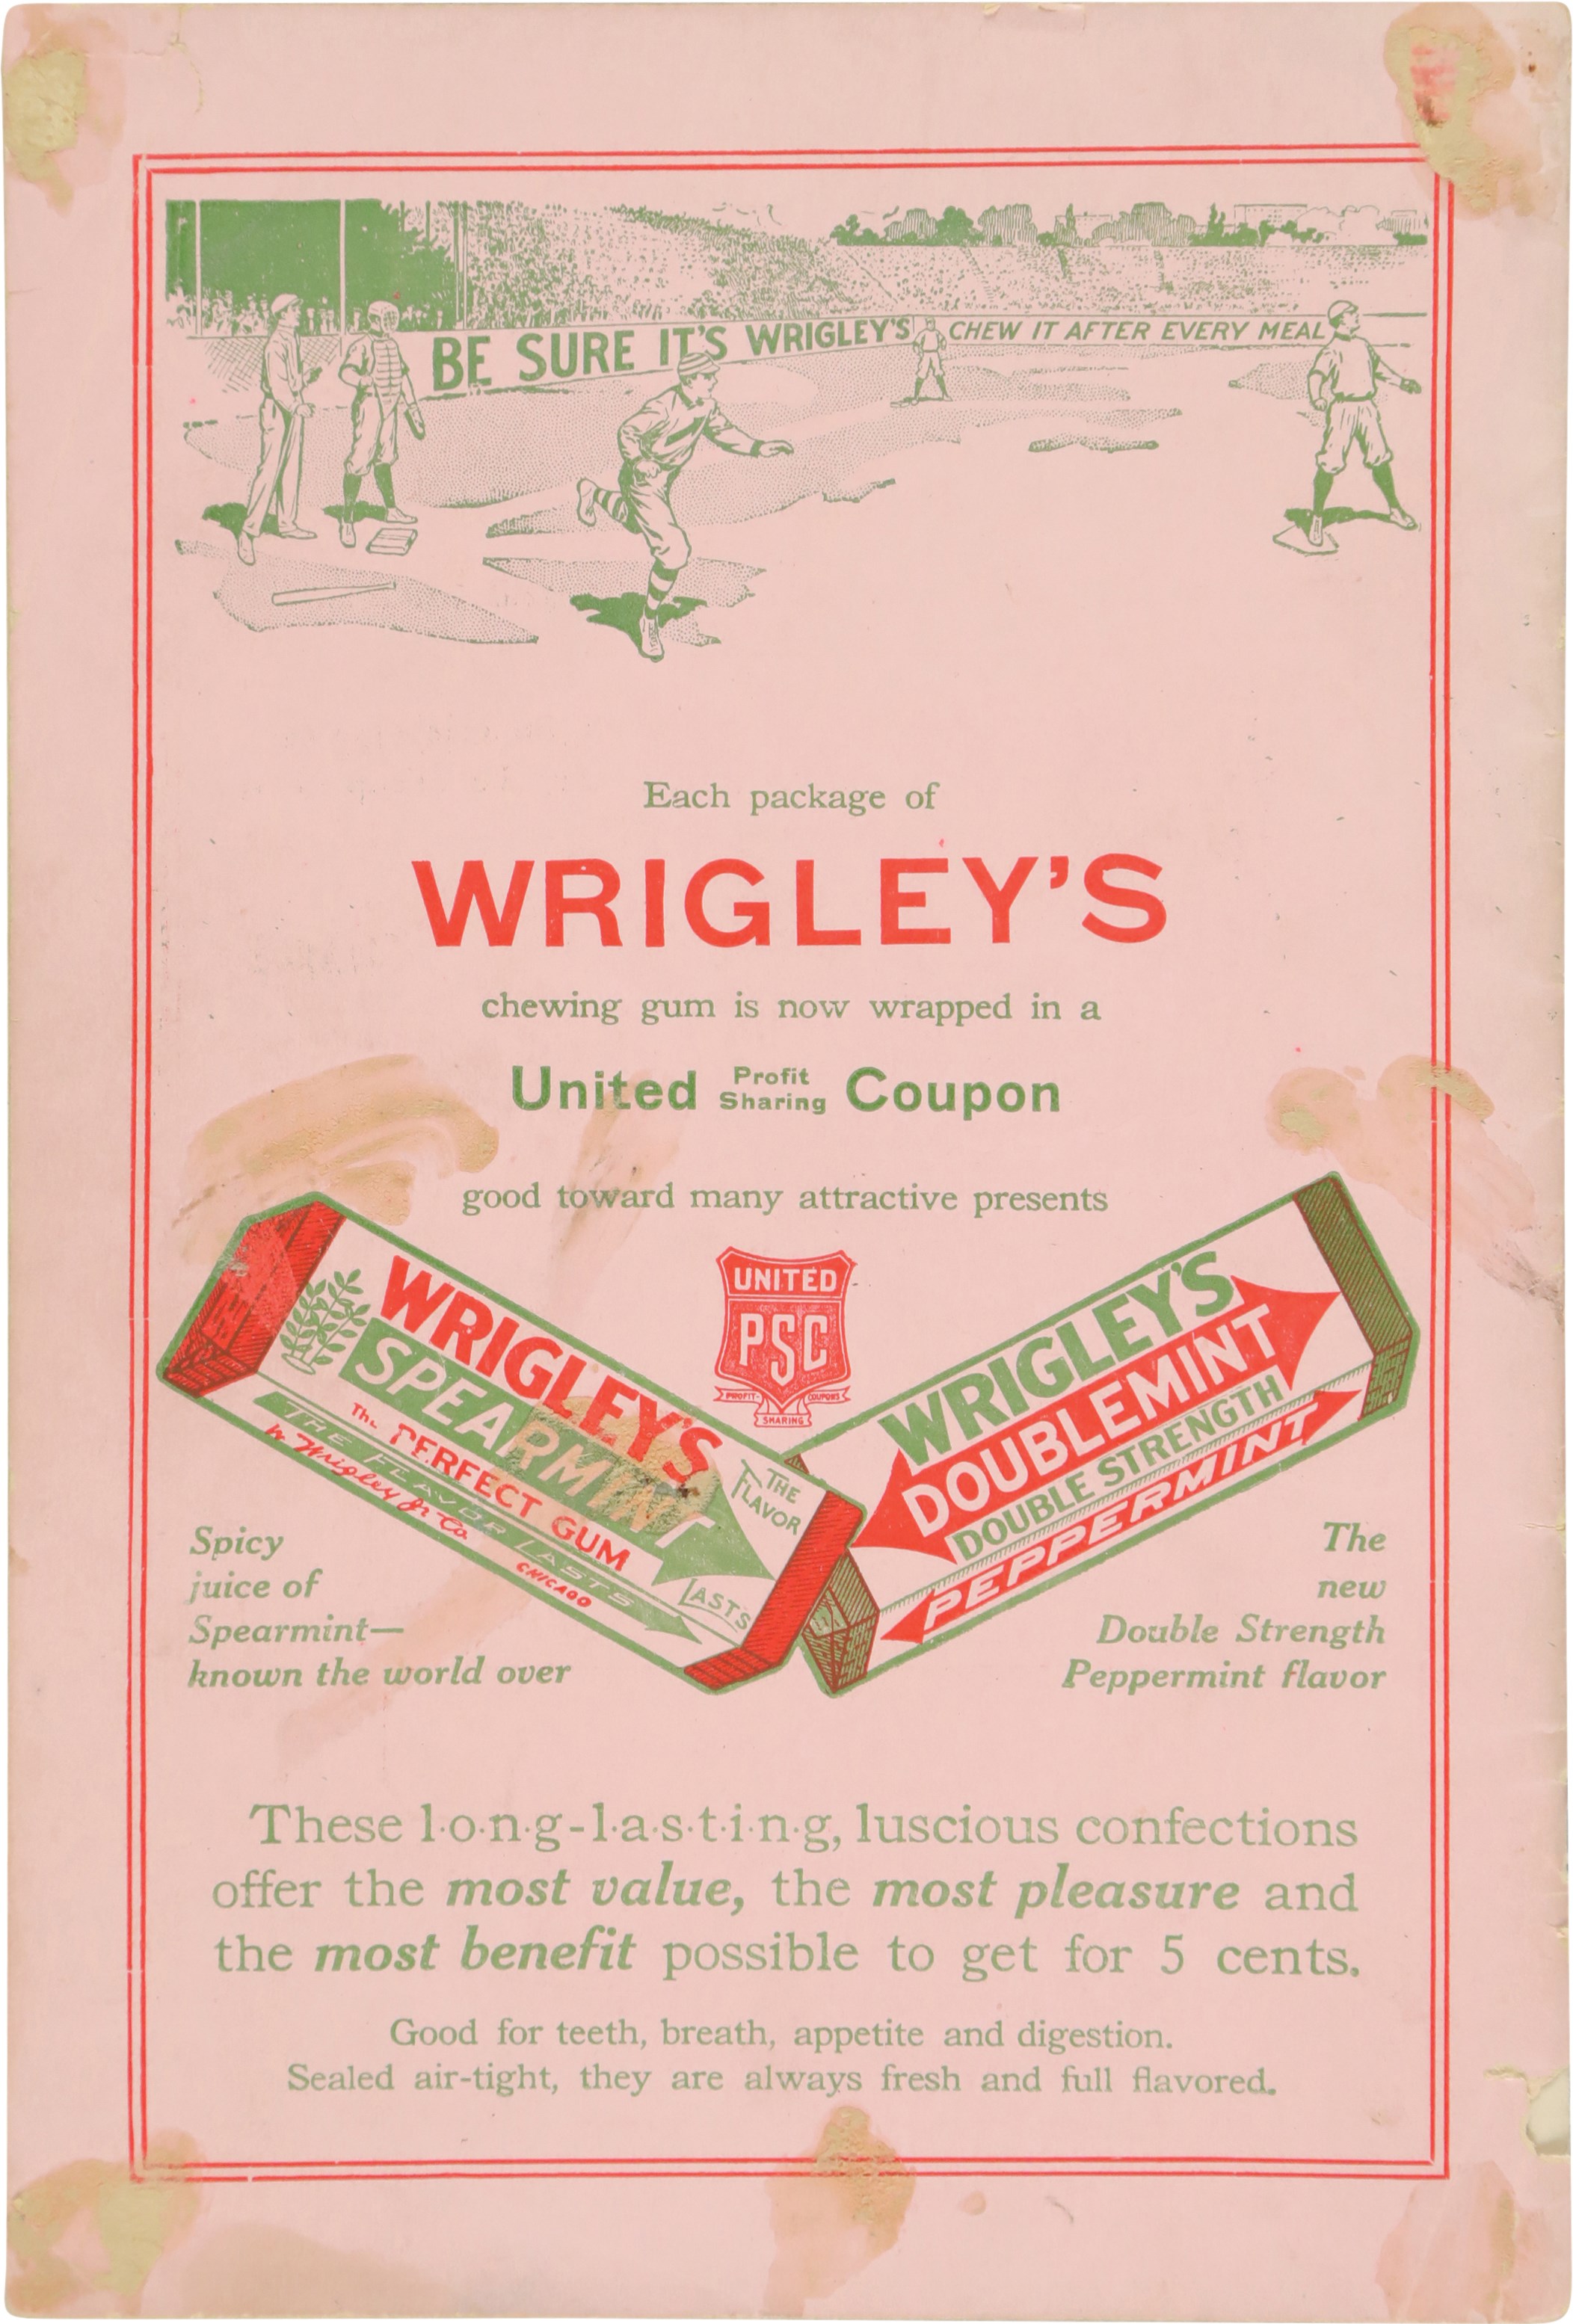 BE SURE IT'S WRIGLEY'S CHEW IT AFTER EVERY MEAL
Each package of
WRIGLEY'S
chewing gum is now wrapped in a
United Profit Sharing Coupon
good toward many attractive presents
UNITED
PSC
PROFIT- COUPONS
SHARING
WRIGLEY'S
SPEARMINT
The PERFECT GUM
THE FLAVOR LASTS
Wm Wrigley Jr. Co.
CHICAGO
THE
FLAVOR
LASTS
WRIGLEY'S
DOUBLEMINT
DOUBLE STRENGTH
PEPPERMINT
Spicy
juice of
Spearmint—
known the world over
The
new
Double Strength
Peppermint flavor
These l·o·n·g-l·a·s·t·i·n·g, luscious confections
offer the most value, the most pleasure and
the most benefit possible to get for 5 cents.
Good for teeth, breath, appetite and digestion.
Sealed air-tight, they are always fresh and full flavored.